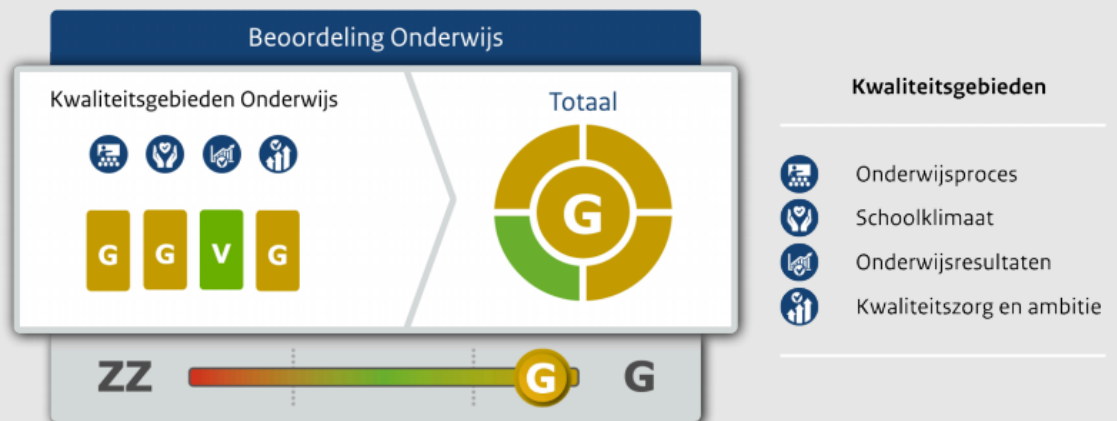 Beoordeling Onderwijs
Kwaliteitsgebieden Onderwijs
G G V G
Totaal
G
ZZ G G
Kwaliteitsgebieden
Onderwijsproces
Schoolklimaat
Onderwijsresultaten
Kwaliteitszorg en ambitie